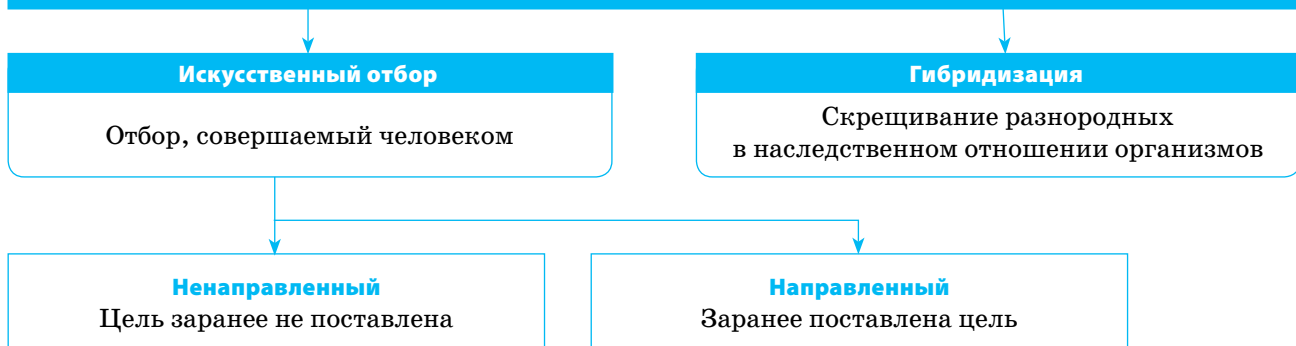 Искусственный отбор
Отбор, совершаемый человеком
Гибридизация
Скрещивание разнородных
в наследственном отношении организмов
Ненаправленный
Цель заранее не поставлена
Направленный
Заранее поставлена цель